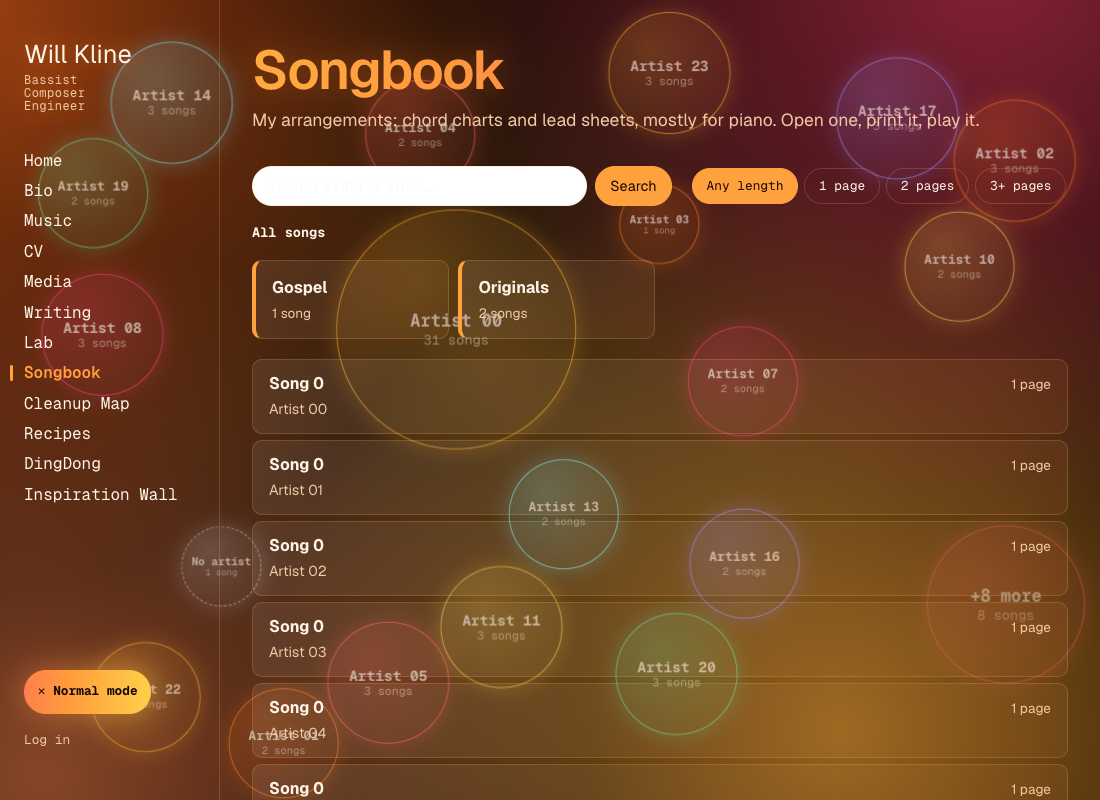 Will Kline
Bassist
Composer
Engineer
Home
Bio
Music
CV
Media
Writing
Lab
Songbook
Cleanup Map
Recipes
DingDong
Inspiration Wall
× Normal mode
Log in
Songbook
My arrangements: chord charts and lead sheets, mostly for piano. Open one, print it, play it.
Search
Any length
1 page
2 pages
3+ pages
All songs
Gospel
1 song
Originals
2 songs
Song 0
Artist 00
1 page
Song 0
Artist 01
1 page
Song 0
Artist 02
1 page
Song 0
Artist 03
1 page
Song 0
Artist 04
1 page
Song 0
1 page
Artist 14
3 songs
Artist 19
2 songs
Artist 08
3 songs
Artist 04
2 songs
Artist 23
3 songs
Artist 17
3 songs
Artist 02
3 songs
Artist 03
1 song
Artist 10
2 songs
Artist 00
31 songs
Artist 07
2 songs
Artist 13
2 songs
No artist
1 song
Artist 16
2 songs
+8 more
8 songs
Artist 11
3 songs
Artist 05
3 songs
Artist 20
3 songs
Artist 01
2 songs